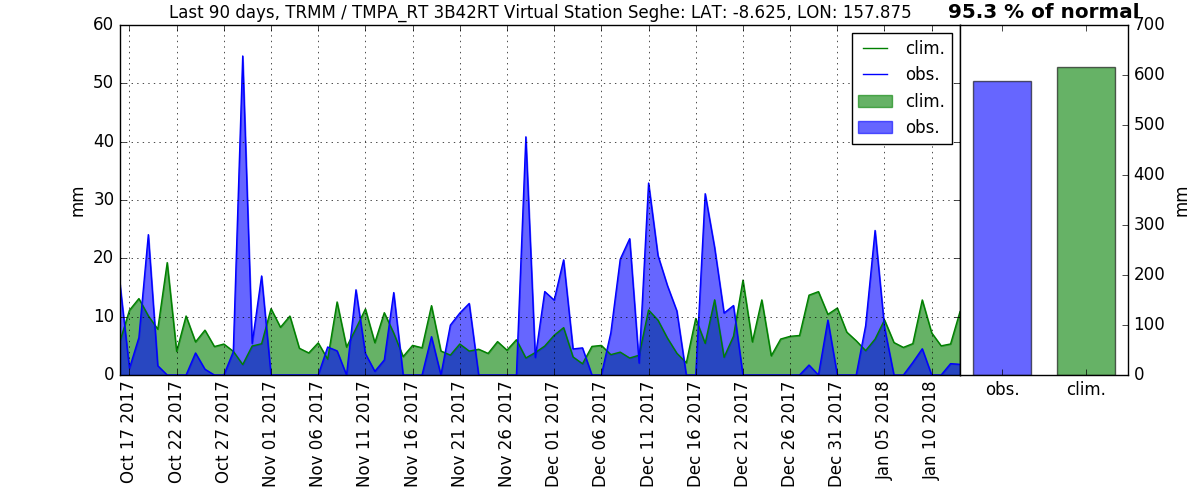 Last 90 days, TRMM / TMPA_RT 3B42RT Virtual Station Seghe: LAT: -8.625, LON: 157.875
95.3 % of normal
60
50
40
30
20
10
0
mm
clim.
obs.
clim.
obs.
700
600
500
400
300
200
100
0
mm
Oct 17 2017
Oct 22 2017
Oct 27 2017
Nov 01 2017
Nov 06 2017
Nov 11 2017
Nov 16 2017
Nov 21 2017
Nov 26 2017
Dec 01 2017
Dec 06 2017
Dec 11 2017
Dec 16 2017
Dec 21 2017
Dec 26 2017
Dec 31 2017
Jan 05 2018
Jan 10 2018
obs.
clim.